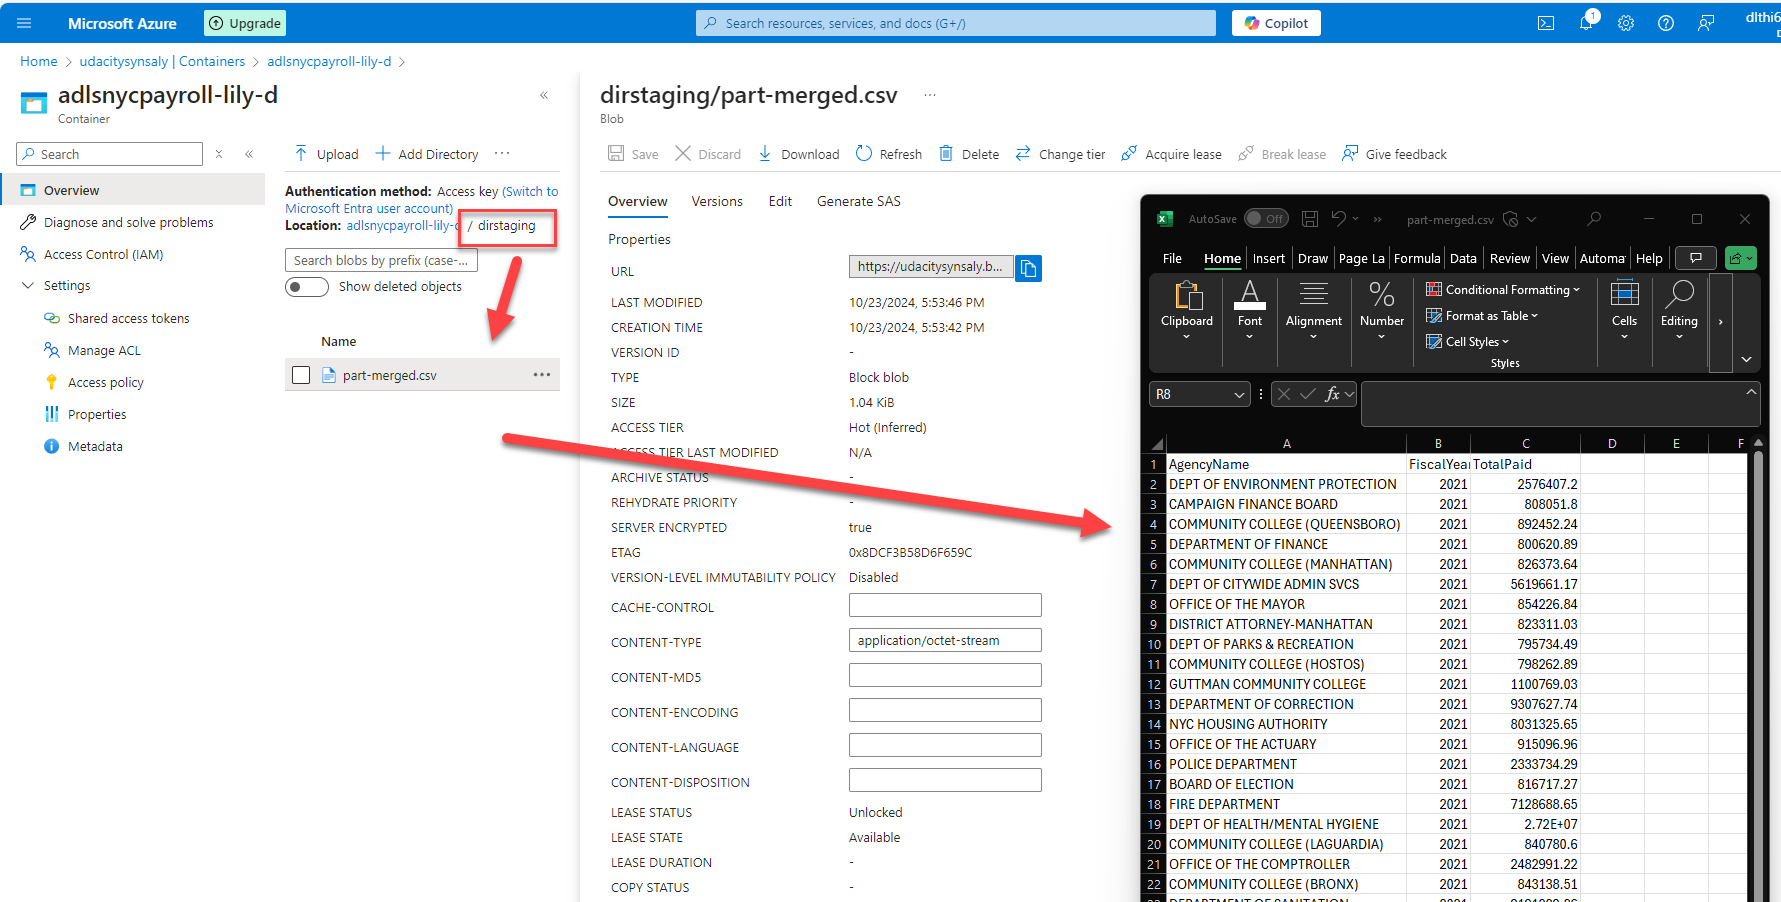 Microsoft Azure
Upgrade
Search resources, services, and docs (G+/)
Copilot
1
dlthi6
Home > udacitysynsaly | Containers > adlsnycpayroll-lily-d >
adlsnycpayroll-lily-d
Container
Search
Overview
Diagnose and solve problems
Access Control (IAM)
Settings
Shared access tokens
Manage ACL
Access policy
Properties
Metadata
Upload
Add Directory
Authentication method: Access key (Switch to
Microsoft Entra user account)
Location: adlsnycpayroll-lily-d / dirstaging
Search blobs by prefix (case-...
Show deleted objects
Name
part-merged.csv
dirstaging/part-merged.csv
Blob
Save
Discard
Download
Refresh
Delete
Change tier
Acquire lease
Break lease
Give feedback
Overview
Versions
Edit
Generate SAS
Properties
URL https://udacitysynsaly.b...
LAST MODIFIED 10/23/2024, 5:53:46 PM
CREATION TIME 10/23/2024, 5:53:42 PM
VERSION ID -
TYPE Block blob
SIZE 1.04 KiB
ACCESS TIER Hot (Inferred)
ACCESS TIER LAST MODIFIED N/A
ARCHIVE STATUS -
REHYDRATE PRIORITY -
SERVER ENCRYPTED true
ETAG 0x8DCF3B58D6F659C
VERSION-LEVEL IMMUTABILITY POLICY Disabled
CACHE-CONTROL
CONTENT-TYPE application/octet-stream
CONTENT-MD5
CONTENT-ENCODING
CONTENT-LANGUAGE
CONTENT-DISPOSITION
LEASE STATUS Unlocked
LEASE STATE Available
LEASE DURATION -
COPY STATUS -
AutoSave Off part-merged.csv
File Home Insert Draw Page La Formula Data Review View Automa Help
Clipboard
Font
Alignment
Number
Conditional Formatting
Format as Table
Cell Styles
Styles
Cells
Editing
R8 fx
A B C D E F
1 AgencyName FiscalYear TotalPaid
2 DEPT OF ENVIRONMENT PROTECTION 2021 2576407.2
3 CAMPAIGN FINANCE BOARD 2021 808051.8
4 COMMUNITY COLLEGE (QUEENSBORO) 2021 892452.24
5 DEPARTMENT OF FINANCE 2021 800620.89
6 COMMUNITY COLLEGE (MANHATTAN) 2021 826373.64
7 DEPT OF CITYWIDE ADMIN SVCS 2021 5619661.17
8 OFFICE OF THE MAYOR 2021 854226.84
9 DISTRICT ATTORNEY-MANHATTAN 2021 823311.03
10 DEPT OF PARKS & RECREATION 2021 795734.49
11 COMMUNITY COLLEGE (HOSTOS) 2021 798262.89
12 GUTTMAN COMMUNITY COLLEGE 2021 1100769.03
13 DEPARTMENT OF CORRECTION 2021 9307627.74
14 NYC HOUSING AUTHORITY 2021 8031325.65
15 OFFICE OF THE ACTUARY 2021 915096.96
16 POLICE DEPARTMENT 2021 2333734.29
17 BOARD OF ELECTION 2021 816717.27
18 FIRE DEPARTMENT 2021 7128688.65
19 DEPT OF HEALTH/MENTAL HYGIENE 2021 2.72E+07
20 COMMUNITY COLLEGE (LAGUARDIA) 2021 840780.6
21 OFFICE OF THE COMPTROLLER 2021 2482991.22
22 COMMUNITY COLLEGE (BRONX) 2021 843138.51